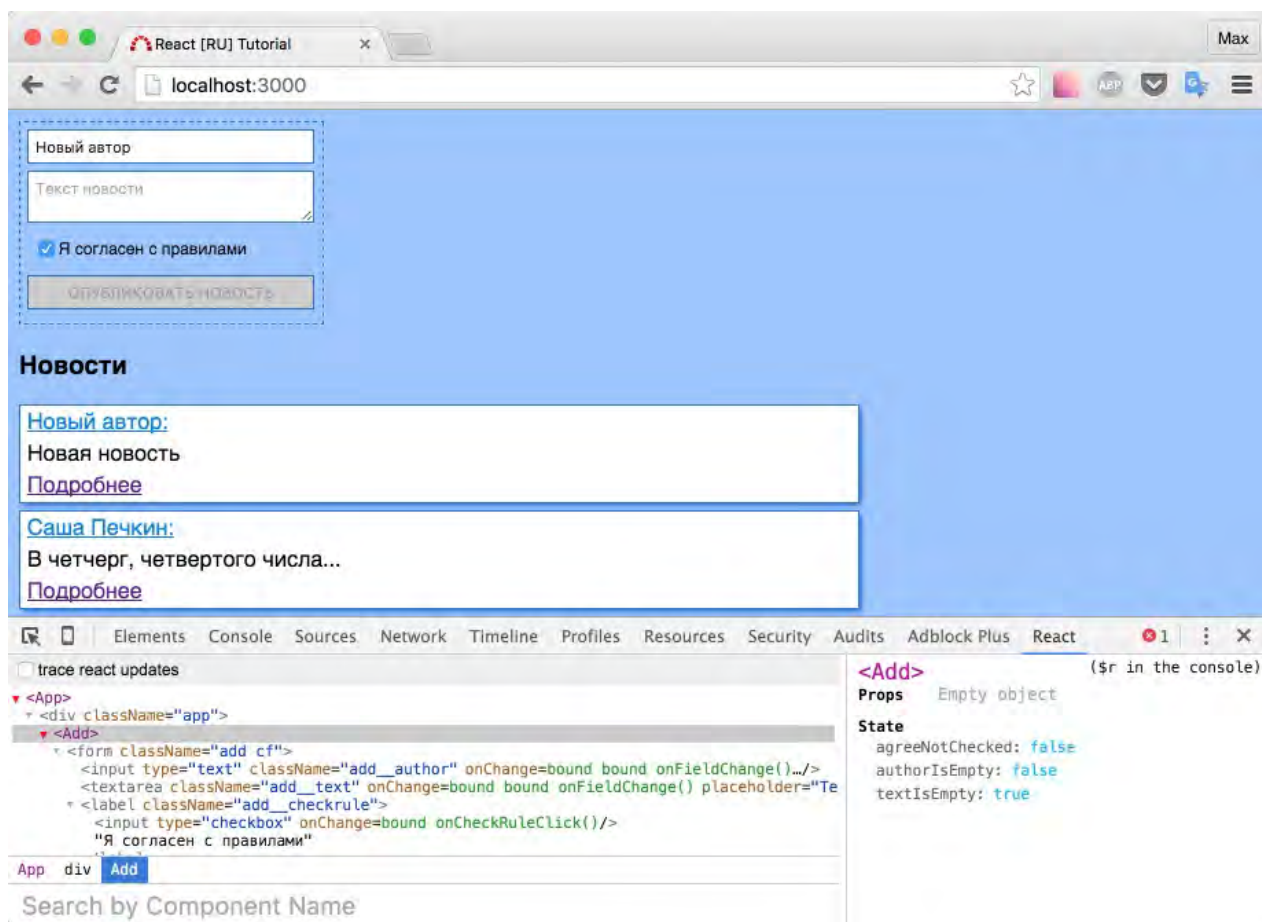 React [RU] Tutorial
Max
localhost:3000
ABP
Новый автор
Текст новости
Я согласен с правилами
ОПУБЛИКОВАТЬ НОВОСТЬ
Новости
Новый автор:
Новая новость
Подробнее
Саша Печкин:
В четчерг, четвертого числа...
Подробнее
Elements Console Sources Network Timeline Profiles Resources Security Audits Adblock Plus React 1
trace react updates
<App>
<div className="app">
<Add>
<form className="add cf">
<input type="text" className="add__author" onChange=bound bound onFieldChange()…/>
<textarea className="add__text" onChange=bound bound onFieldChange() placeholder="Te
<label className="add__checkrule">
<input type="checkbox" onChange=bound onCheckRuleClick()/>
"Я согласен с правилами"
App div Add
Search by Component Name
<Add> ($r in the console)
Props Empty object
State
agreeNotChecked: false
authorIsEmpty: false
textIsEmpty: true